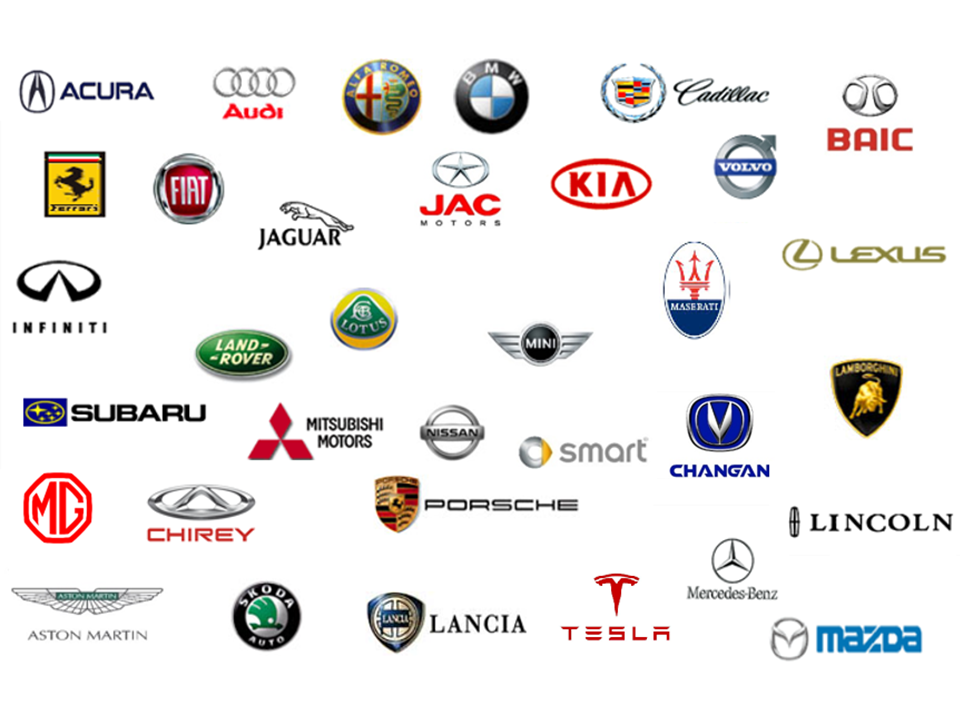 ACURA
Audi
ALFA ROMEO
BMW
Cadillac
BAIC
Ferrari
FIAT
JAGUAR
JAC
MOTORS
KIA
VOLVO
LEXUS
INFINITI
LAND-
-ROVER
LOTUS
MINI
MASERATI
LAMBORGHINI
SUBARU
MITSUBISHI
MOTORS
NISSAN
smart
CHANGAN
MG
CHIREY
PORSCHE
PORSCHE
LINCOLN
ASTON MARTIN
ASTON MARTIN
SKODA
AUTO
LANCIA
LANCIA
TESLA
Mercedes-Benz
mazda